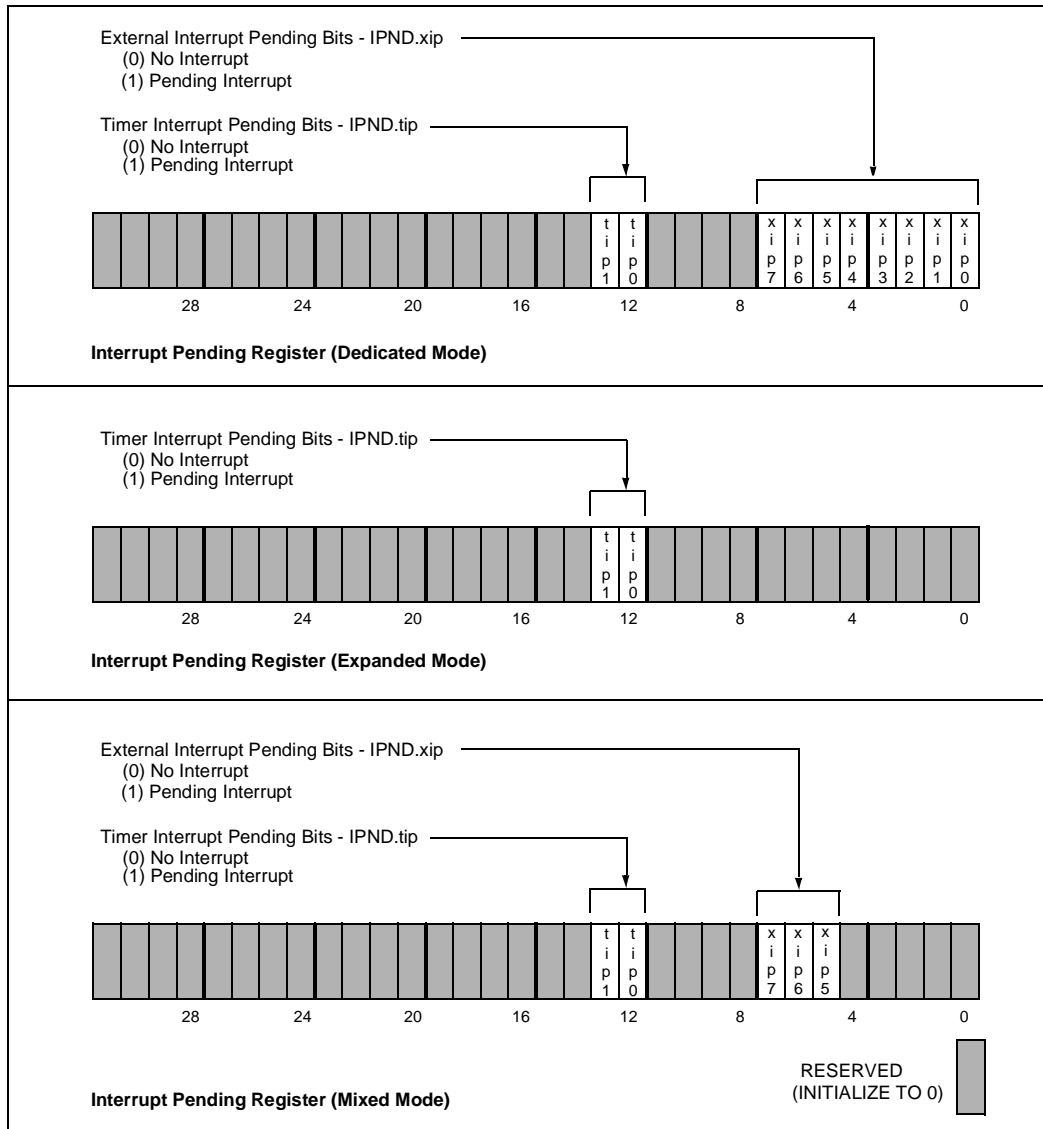 External Interrupt Pending Bits - IPND.xip
(0) No Interrupt
(1) Pending Interrupt
Timer Interrupt Pending Bits - IPND.tip
(0) No Interrupt
(1) Pending Interrupt
tip1 tip0 xip7 xip6 xip5 xip4 xip3 xip2 xip1 xip0
28 24 20 16 12 8 4 0
Interrupt Pending Register (Dedicated Mode)
Timer Interrupt Pending Bits - IPND.tip
(0) No Interrupt
(1) Pending Interrupt
tip1 tip0
28 24 20 16 12 8 4 0
Interrupt Pending Register (Expanded Mode)
External Interrupt Pending Bits - IPND.xip
(0) No Interrupt
(1) Pending Interrupt
Timer Interrupt Pending Bits - IPND.tip
(0) No Interrupt
(1) Pending Interrupt
tip1 tip0 xip7 xip6 xip5
28 24 20 16 12 8 4 0
RESERVED
(INITIALIZE TO 0)
Interrupt Pending Register (Mixed Mode)